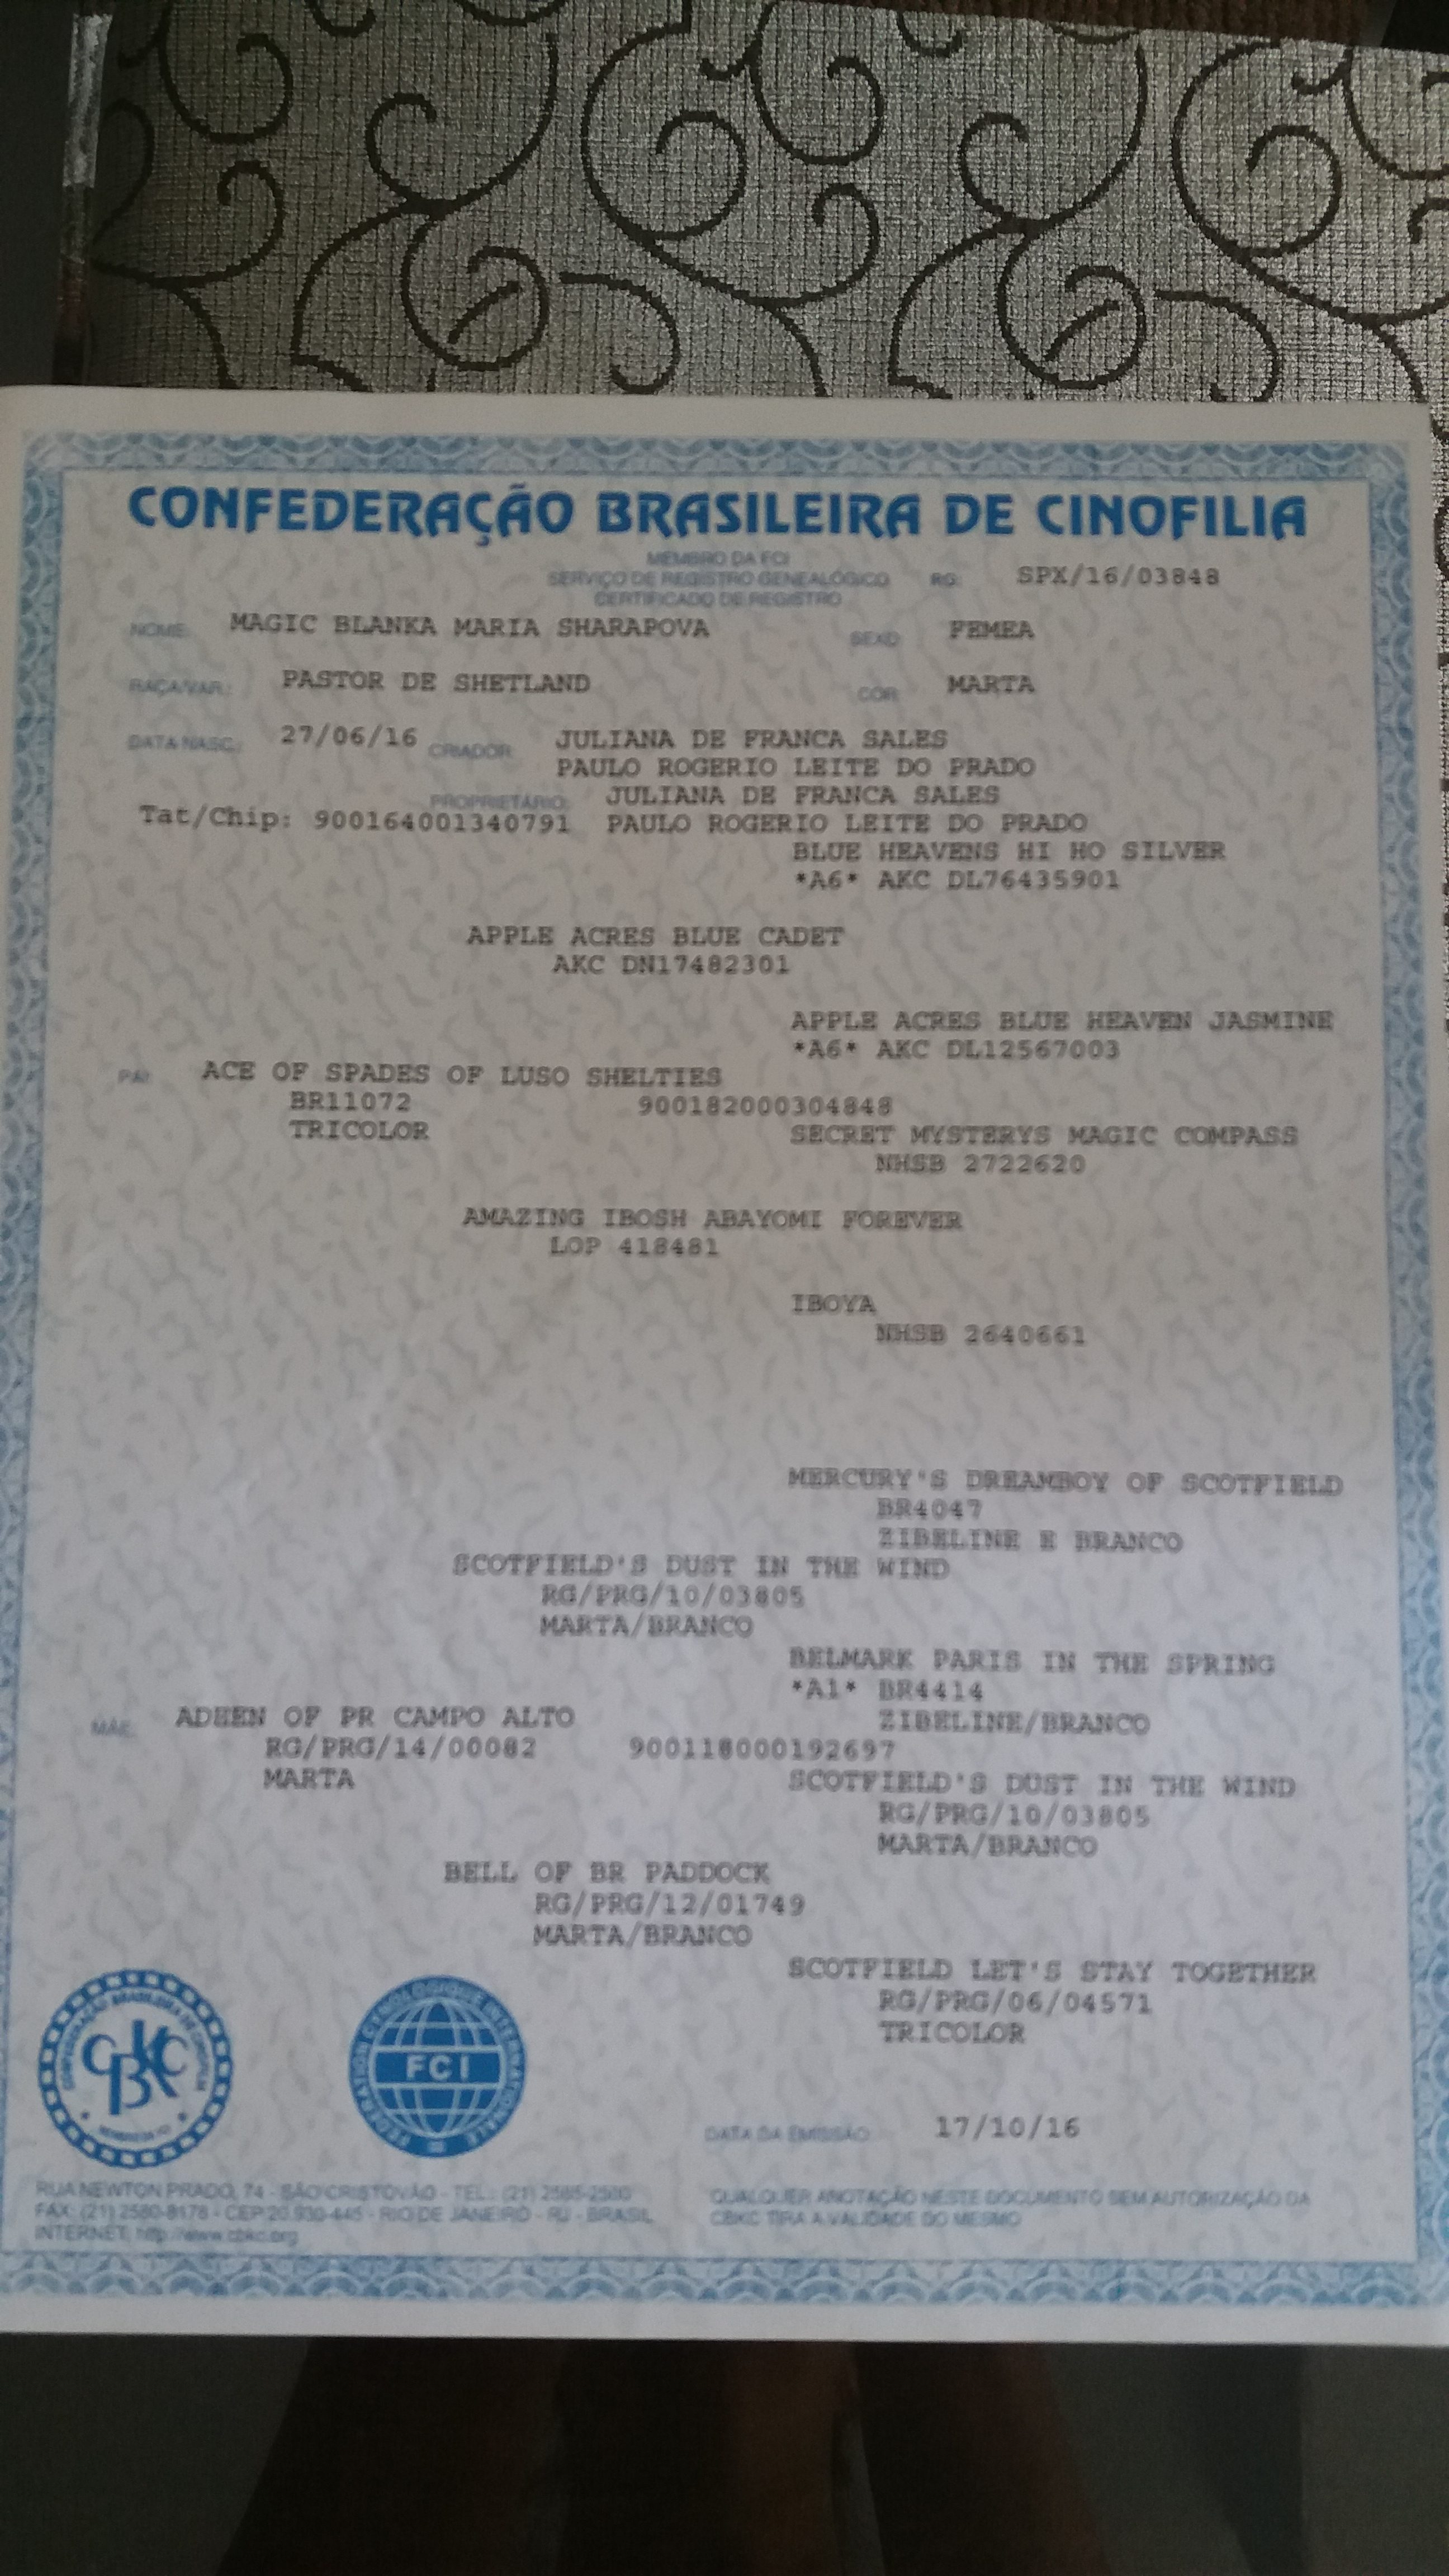 CONFEDERAÇÃO BRASILEIRA DE CINOFILIA
MEMBRO DA FCI
SERVIÇO DE REGISTRO GENEALÓGICO RG: SPX/16/03848
CERTIFICADO DE REGISTRO
NOME: MAGIC BLANKA MARIA SHARAPOVA SEXO: FEMEA
RAÇA/VAR.: PASTOR DE SHETLAND COR: MARTA
DATA NASC.: 27/06/16 CRIADOR: JULIANA DE FRANCA SALES
PAULO ROGERIO LEITE DO PRADO
PROPRIETÁRIO: JULIANA DE FRANCA SALES
Tat/Chip: 900164001340791 PAULO ROGERIO LEITE DO PRADO
BLUE HEAVENS HI HO SILVER
*A6* AKC DL76435901
APPLE ACRES BLUE CADET
AKC DN17482301
APPLE ACRES BLUE HEAVEN JASMINE
*A6* AKC DL12567003
PAI: ACE OF SPADES OF LUSO SHELTIES
BR11072 900182000304848
TRICOLOR
SECRET MYSTERYS MAGIC COMPASS
NHSB 2722620
AMAZING IBOSH ABAYOMI FOREVER
LOP 418481
IBOYA
NHSB 2640661
MERCURY'S DREAMBOY OF SCOTFIELD
BR4047
ZIBELINE E BRANCO
SCOTFIELD'S DUST IN THE WIND
RG/PRG/10/03805
MARTA/BRANCO
BELMARK PARIS IN THE SPRING
*A1* BR4414
ZIBELINE/BRANCO
MÃE: ADEEN OF PR CAMPO ALTO
RG/PRG/14/00082 900118000192697
MARTA
SCOTFIELD'S DUST IN THE WIND
RG/PRG/10/03805
MARTA/BRANCO
BELL OF BR PADDOCK
RG/PRG/12/01749
MARTA/BRANCO
SCOTFIELD LET'S STAY TOGETHER
RG/PRG/06/04571
TRICOLOR
CBKC
FEDERATION CYNOLOGIQUE INTERNATIONALE
FCI
DATA DA EMISSÃO: 17/10/16
RUA NEWTON PRADO, 74 - SÃO CRISTOVÃO - TEL.: (21)
FAX: (21) 2580-8178 - CEP 20.930-445 - RIO DE JANEIRO - RJ - BRASIL
INTERNET: http://www.cbkc.org
QUALQUER ANOTAÇÃO NESTE DOCUMENTO SEM AUTORIZAÇÃO DA
CBKC TIRA A VALIDADE DO MESMO